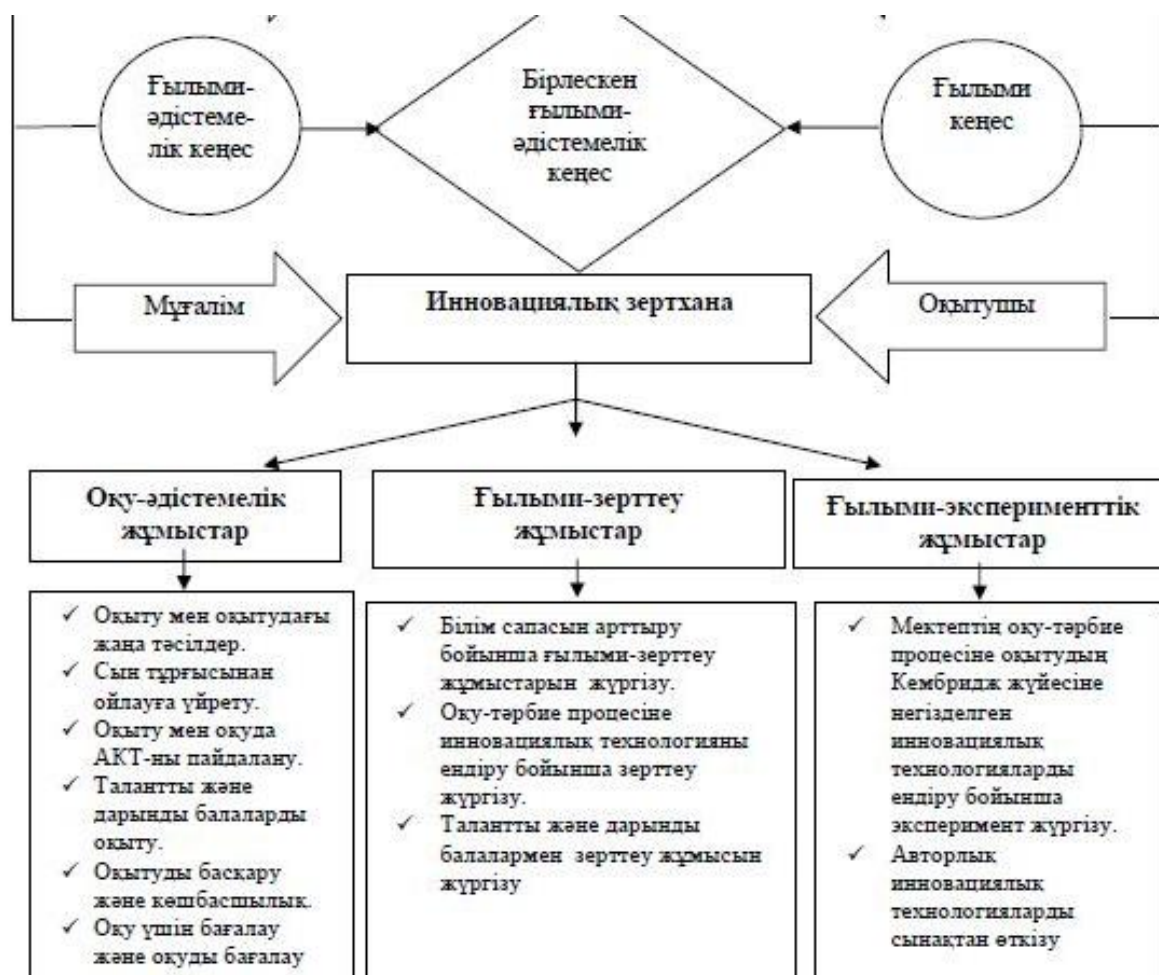 Ғылыми-
әдістеме-
лік кеңес
Бірлескен
ғылыми-
әдістемелік
кеңес
Ғылыми
кеңес
Мұғалім
Инновациялық зертхана
Оқытушы
Оқу-әдістемелік
жұмыстар
Ғылыми-зерттеу
жұмыстар
Ғылыми-эксперименттік
жұмыстар
✓ Оқыту мен оқытудағы
жаңа тәсілдер.
✓ Сын тұрғысынан
ойлауға үйрету.
✓ Оқыту мен оқуда
АКТ-ны пайдалану.
✓ Талантты және
дарынды балаларды
оқыту.
✓ Оқытуды басқару
және көшбасшылық.
✓ Оқу үшін бағалау
және оқуды бағалау
✓ Білім сапасын арттыру
бойынша ғылыми-зерттеу
жұмыстарын жүргізу.
✓ Оқу-тәрбие процесіне
инновациялық технологияны
ендіру бойынша зерттеу
жүргізу.
✓ Талантты және дарынды
балалармен зерттеу жұмысын
жүргізу
✓ Мектептің оқу-тәрбие
процесіне оқытудың
Кембридж жүйесіне
негізделген
инновациялық
технологияларды
ендіру бойынша
эксперимент жүргізу.
✓ Авторлық
инновациялық
технологияларды
сынақтан өткізу